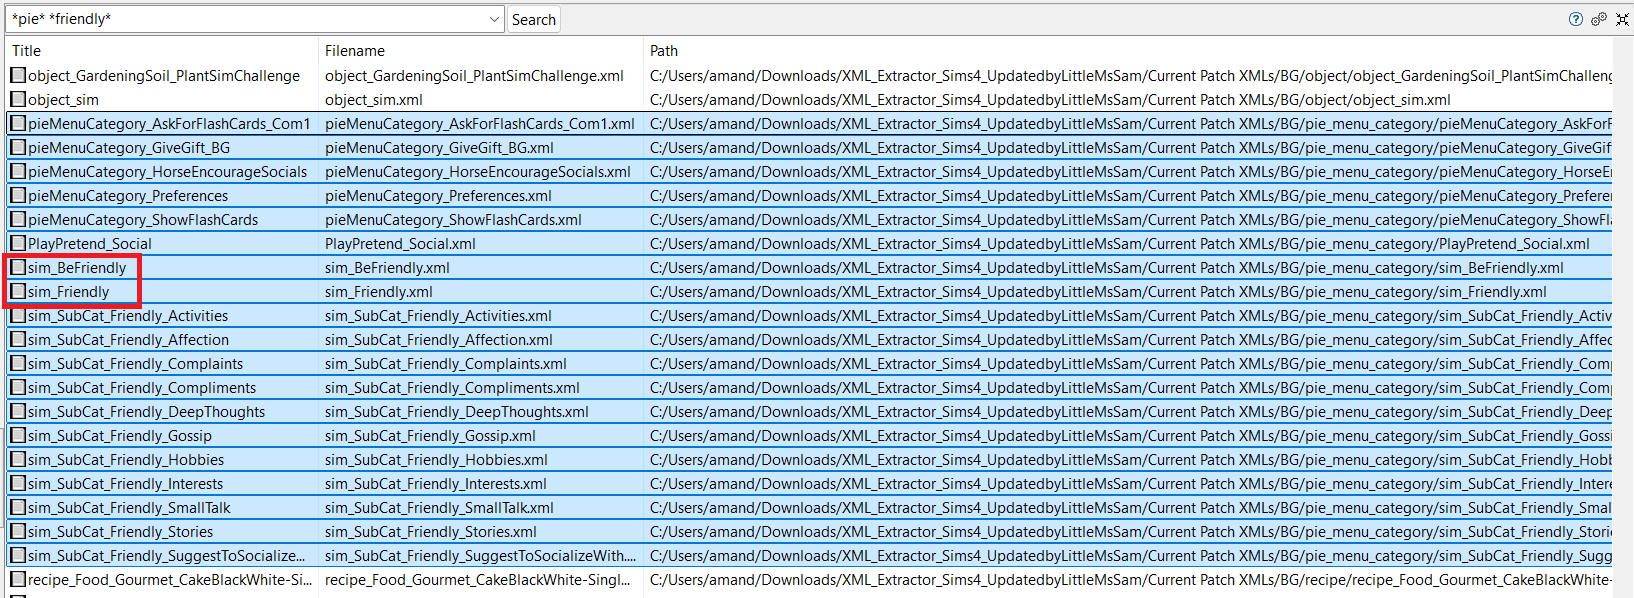 *pie* *friendly* Search
Title Filename Path
object_GardeningSoil_PlantSimChallenge object_GardeningSoil_PlantSimChallenge.xml C:/Users/amand/Downloads/XML_Extractor_Sims4_UpdatedbyLittleMsSam/Current Patch XMLs/BG/object/object_GardeningSoil_PlantSimChalleng
object_sim object_sim.xml C:/Users/amand/Downloads/XML_Extractor_Sims4_UpdatedbyLittleMsSam/Current Patch XMLs/BG/object/object_sim.xml
pieMenuCategory_AskForFlashCards_Com1 pieMenuCategory_AskForFlashCards_Com1.xml C:/Users/amand/Downloads/XML_Extractor_Sims4_UpdatedbyLittleMsSam/Current Patch XMLs/BG/pie_menu_category/pieMenuCategory_AskForF
pieMenuCategory_GiveGift_BG pieMenuCategory_GiveGift_BG.xml C:/Users/amand/Downloads/XML_Extractor_Sims4_UpdatedbyLittleMsSam/Current Patch XMLs/BG/pie_menu_category/pieMenuCategory_GiveGif
pieMenuCategory_HorseEncourageSocials pieMenuCategory_HorseEncourageSocials.xml C:/Users/amand/Downloads/XML_Extractor_Sims4_UpdatedbyLittleMsSam/Current Patch XMLs/BG/pie_menu_category/pieMenuCategory_HorseEn
pieMenuCategory_Preferences pieMenuCategory_Preferences.xml C:/Users/amand/Downloads/XML_Extractor_Sims4_UpdatedbyLittleMsSam/Current Patch XMLs/BG/pie_menu_category/pieMenuCategory_Preferen
pieMenuCategory_ShowFlashCards pieMenuCategory_ShowFlashCards.xml C:/Users/amand/Downloads/XML_Extractor_Sims4_UpdatedbyLittleMsSam/Current Patch XMLs/BG/pie_menu_category/pieMenuCategory_ShowFla
PlayPretend_Social PlayPretend_Social.xml C:/Users/amand/Downloads/XML_Extractor_Sims4_UpdatedbyLittleMsSam/Current Patch XMLs/BG/pie_menu_category/PlayPretend_Social.xml
sim_BeFriendly sim_BeFriendly.xml C:/Users/amand/Downloads/XML_Extractor_Sims4_UpdatedbyLittleMsSam/Current Patch XMLs/BG/pie_menu_category/sim_BeFriendly.xml
sim_Friendly sim_Friendly.xml C:/Users/amand/Downloads/XML_Extractor_Sims4_UpdatedbyLittleMsSam/Current Patch XMLs/BG/pie_menu_category/sim_Friendly.xml
sim_SubCat_Friendly_Activities sim_SubCat_Friendly_Activities.xml C:/Users/amand/Downloads/XML_Extractor_Sims4_UpdatedbyLittleMsSam/Current Patch XMLs/BG/pie_menu_category/sim_SubCat_Friendly_Activ
sim_SubCat_Friendly_Affection sim_SubCat_Friendly_Affection.xml C:/Users/amand/Downloads/XML_Extractor_Sims4_UpdatedbyLittleMsSam/Current Patch XMLs/BG/pie_menu_category/sim_SubCat_Friendly_Affec
sim_SubCat_Friendly_Complaints sim_SubCat_Friendly_Complaints.xml C:/Users/amand/Downloads/XML_Extractor_Sims4_UpdatedbyLittleMsSam/Current Patch XMLs/BG/pie_menu_category/sim_SubCat_Friendly_Comp
sim_SubCat_Friendly_Compliments sim_SubCat_Friendly_Compliments.xml C:/Users/amand/Downloads/XML_Extractor_Sims4_UpdatedbyLittleMsSam/Current Patch XMLs/BG/pie_menu_category/sim_SubCat_Friendly_Comp
sim_SubCat_Friendly_DeepThoughts sim_SubCat_Friendly_DeepThoughts.xml C:/Users/amand/Downloads/XML_Extractor_Sims4_UpdatedbyLittleMsSam/Current Patch XMLs/BG/pie_menu_category/sim_SubCat_Friendly_Deep
sim_SubCat_Friendly_Gossip sim_SubCat_Friendly_Gossip.xml C:/Users/amand/Downloads/XML_Extractor_Sims4_UpdatedbyLittleMsSam/Current Patch XMLs/BG/pie_menu_category/sim_SubCat_Friendly_Gossi
sim_SubCat_Friendly_Hobbies sim_SubCat_Friendly_Hobbies.xml C:/Users/amand/Downloads/XML_Extractor_Sims4_UpdatedbyLittleMsSam/Current Patch XMLs/BG/pie_menu_category/sim_SubCat_Friendly_Hobb
sim_SubCat_Friendly_Interests sim_SubCat_Friendly_Interests.xml C:/Users/amand/Downloads/XML_Extractor_Sims4_UpdatedbyLittleMsSam/Current Patch XMLs/BG/pie_menu_category/sim_SubCat_Friendly_Intere
sim_SubCat_Friendly_SmallTalk sim_SubCat_Friendly_SmallTalk.xml C:/Users/amand/Downloads/XML_Extractor_Sims4_UpdatedbyLittleMsSam/Current Patch XMLs/BG/pie_menu_category/sim_SubCat_Friendly_Smal
sim_SubCat_Friendly_Stories sim_SubCat_Friendly_Stories.xml C:/Users/amand/Downloads/XML_Extractor_Sims4_UpdatedbyLittleMsSam/Current Patch XMLs/BG/pie_menu_category/sim_SubCat_Friendly_Stori
sim_SubCat_Friendly_SuggestToSocialize... sim_SubCat_Friendly_SuggestToSocializeWith.... C:/Users/amand/Downloads/XML_Extractor_Sims4_UpdatedbyLittleMsSam/Current Patch XMLs/BG/pie_menu_category/sim_SubCat_Friendly_Sugg
recipe_Food_Gourmet_CakeBlackWhite-Si... recipe_Food_Gourmet_CakeBlackWhite-Singl... C:/Users/amand/Downloads/XML_Extractor_Sims4_UpdatedbyLittleMsSam/Current Patch XMLs/BG/recipe/recipe_Food_Gourmet_CakeBlackWhite-